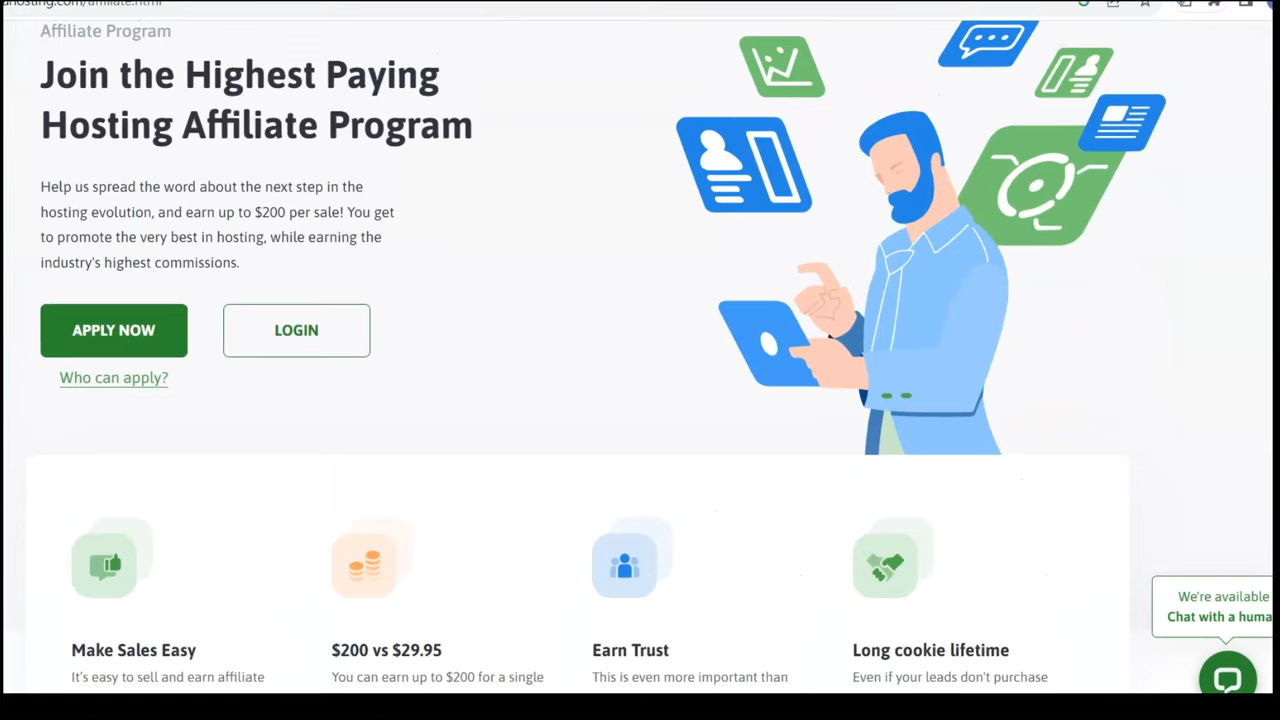 Affiliate Program
Join the Highest Paying
Hosting Affiliate Program
Help us spread the word about the next step in the
hosting evolution, and earn up to $200 per sale! You get
to promote the very best in hosting, while earning the
industry's highest commissions.
APPLY NOW
LOGIN
Who can apply?
Make Sales Easy
It's easy to sell and earn affiliate
$200 vs $29.95
You can earn up to $200 for a single
Earn Trust
This is even more important than
Long cookie lifetime
Even if your leads don't purchase
We're available
Chat with a huma